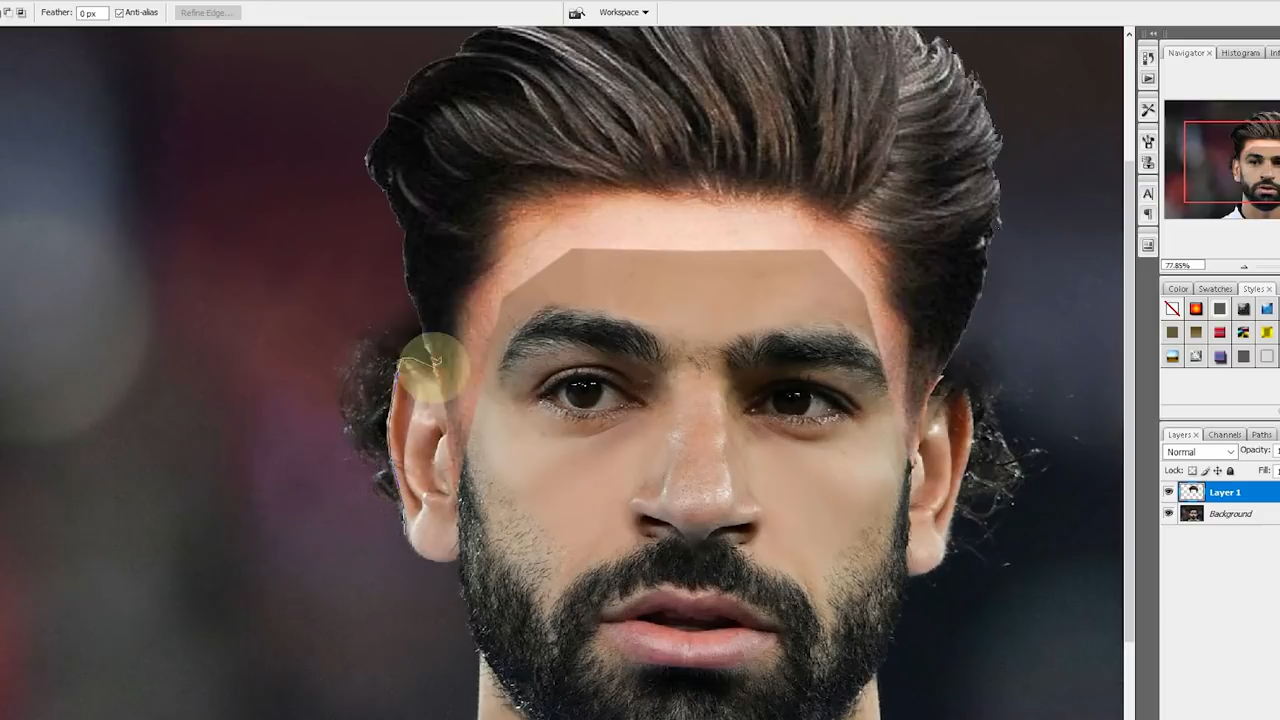 Feather: 0 px Anti-alias Refine Edge... Workspace
Navigator Histogram
77.85%
Color Swatches Styles
Layers Channels Paths
Normal Opacity:
Lock: Fill:
Layer 1
Background